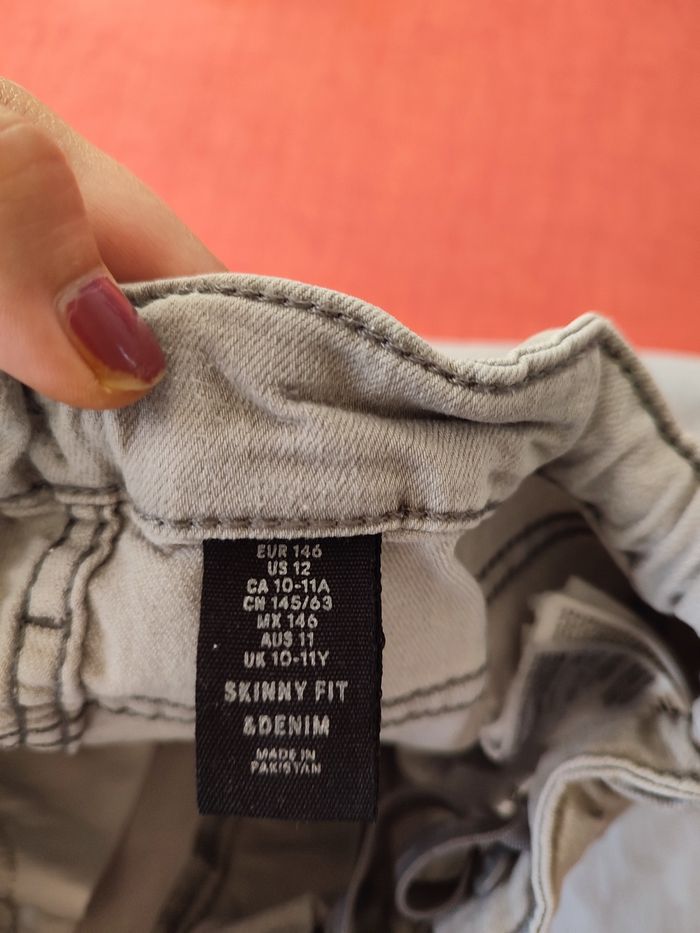 EUR 146
US 12
CA 10-11A
CN 145/63
MX 146
AUS 11
UK 10-11Y
SKINNY FIT
&DENIM
MADE IN
PAKISTAN